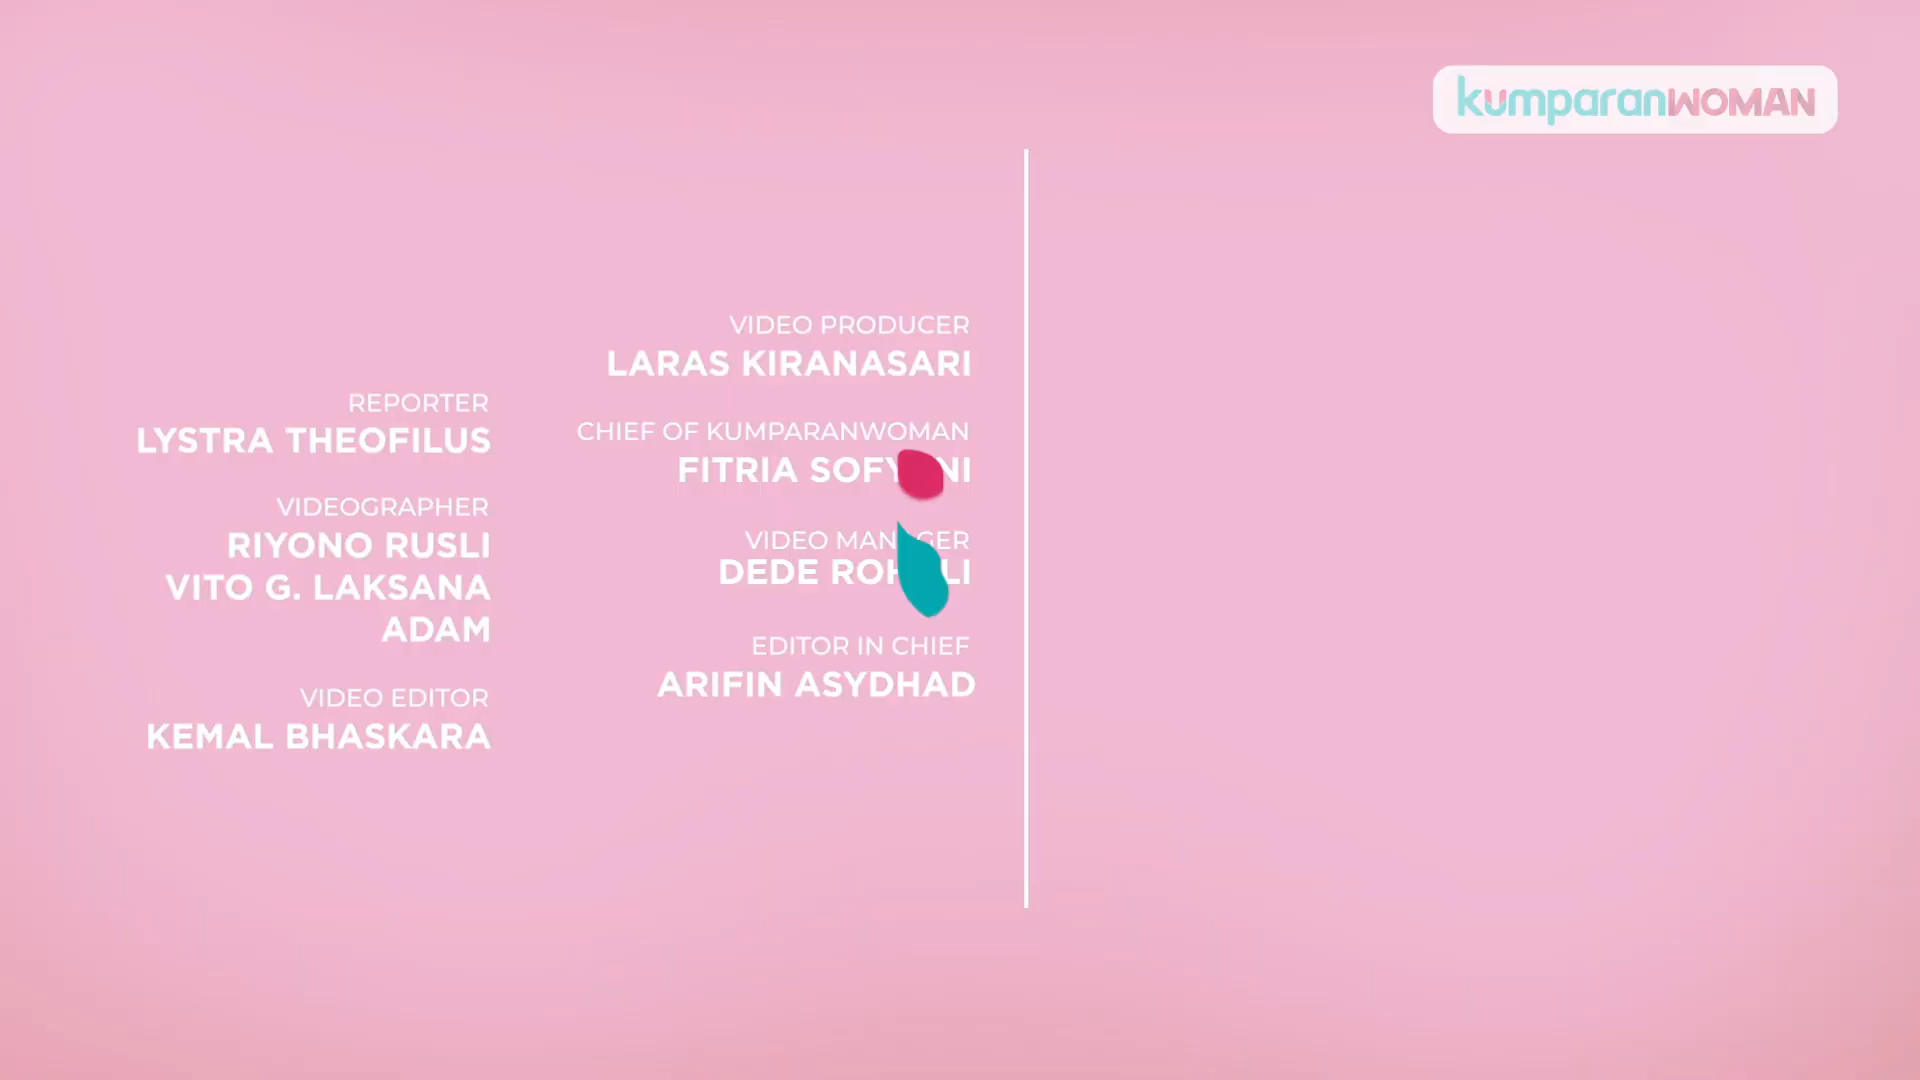 kumparanWOMAN
REPORTER
LYSTRA THEOFILUS
VIDEOGRAPHER
RIYONO RUSLI
VITO G. LAKSANA
ADAM
VIDEO EDITOR
KEMAL BHASKARA
VIDEO PRODUCER
LARAS KIRANASARI
CHIEF OF KUMPARANWOMAN
FITRIA
VIDEO
DEDE
EDITOR IN CHIEF
ARIFIN ASYDHAD